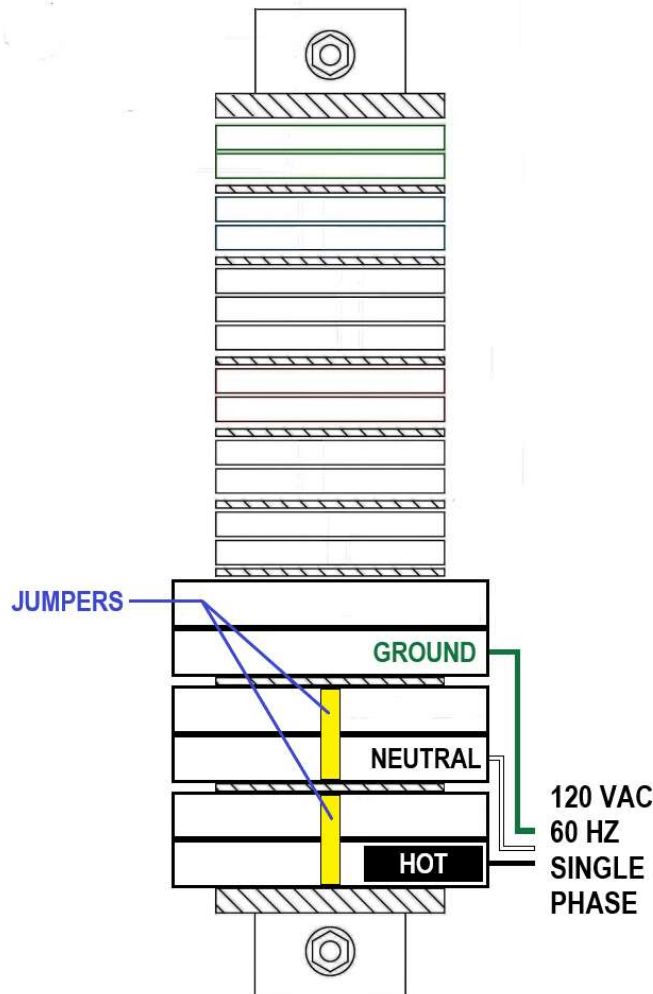 JUMPERS
GROUND
NEUTRAL
HOT
120 VAC
60 HZ
SINGLE
PHASE